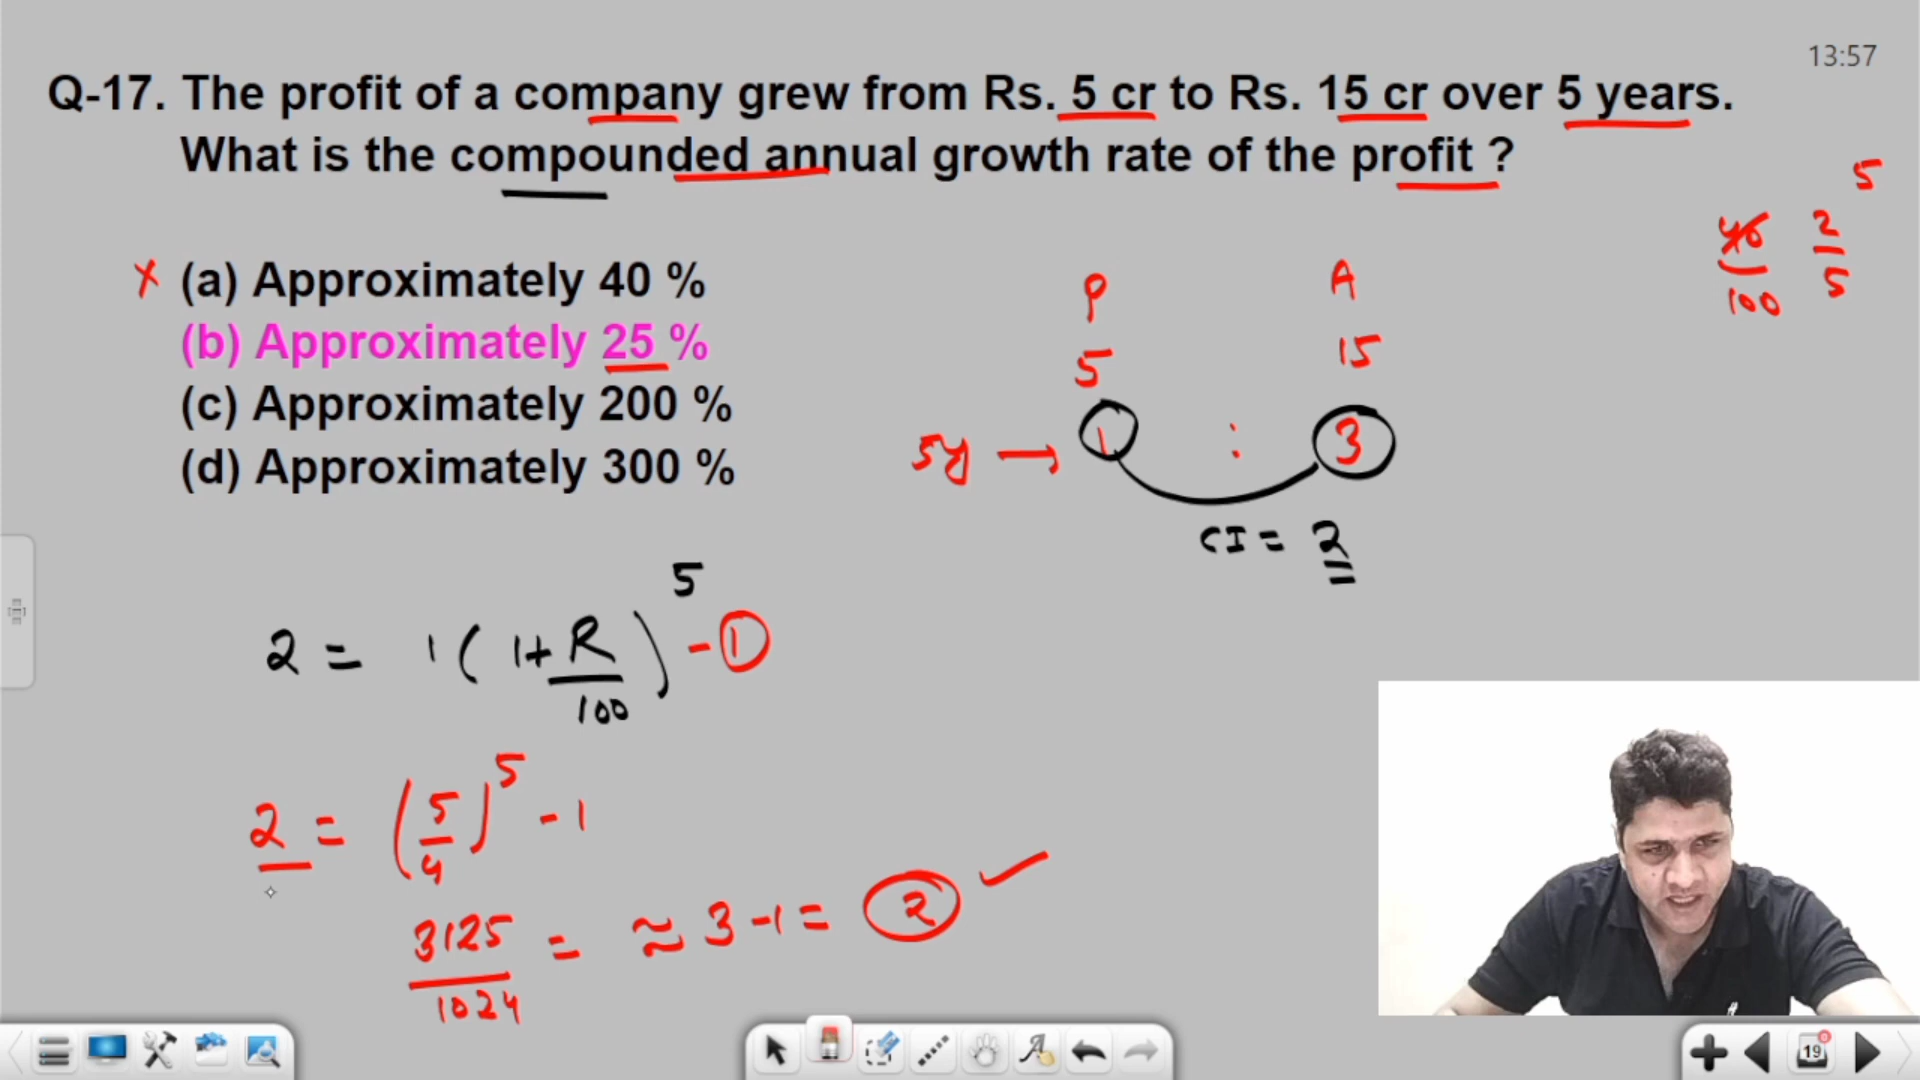 13:57
Q-17. The profit of a company grew from Rs. 5 cr to Rs. 15 cr over 5 years.
What is the compounded annual growth rate of the profit ?
5
40/100 2/5
X (a) Approximately 40 %
(b) Approximately 25 %
(c) Approximately 200 %
(d) Approximately 300 %
P A
5 15
5y → 1 : 3
CI = 2
2 = 1(1+R/100)^5 - 1
2 = (5/4)^5 - 1
3125/1024 = ≈ 3 - 1 = 2 ✓
19